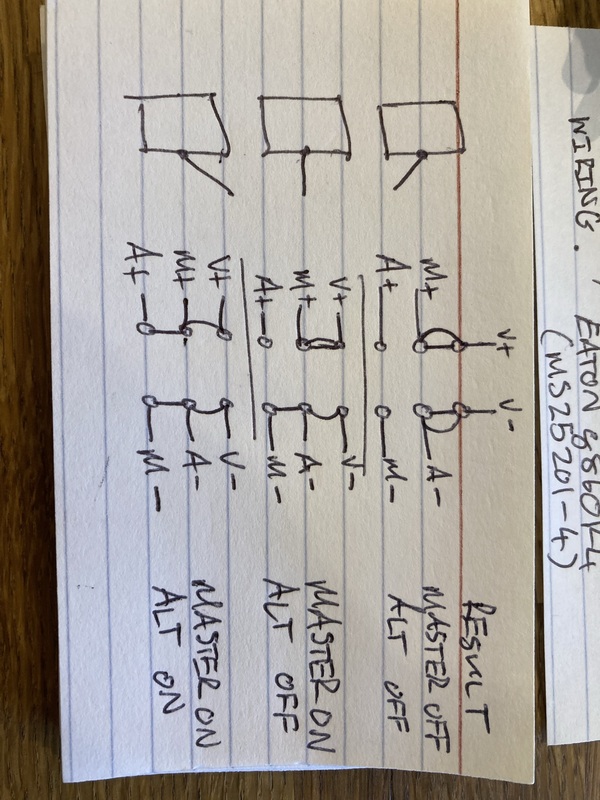 WIRING. , EATON 8860K4
(MS25201-4)
V+ V-
RESULT
M+ A- MASTER OFF
A+ M- ALT OFF
V+ V-
M+ A- MASTER ON
A+ M- ALT OFF
V+ V-
M+ A- MASTER ON
A+ M- ALT ON